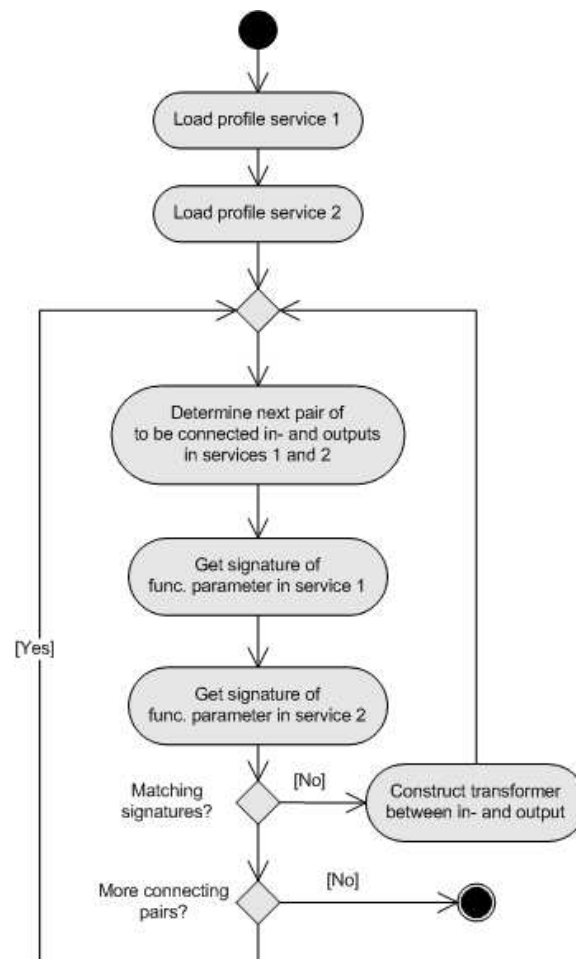 Load profile service 1
Load profile service 2
Determine next pair of
to be connected in- and outputs
in services 1 and 2
Get signature of
func. parameter in service 1
[Yes]
Get signature of
func. parameter in service 2
Matching
signatures?
[No]
Construct transformer
between in- and output
More connecting
pairs?
[No]